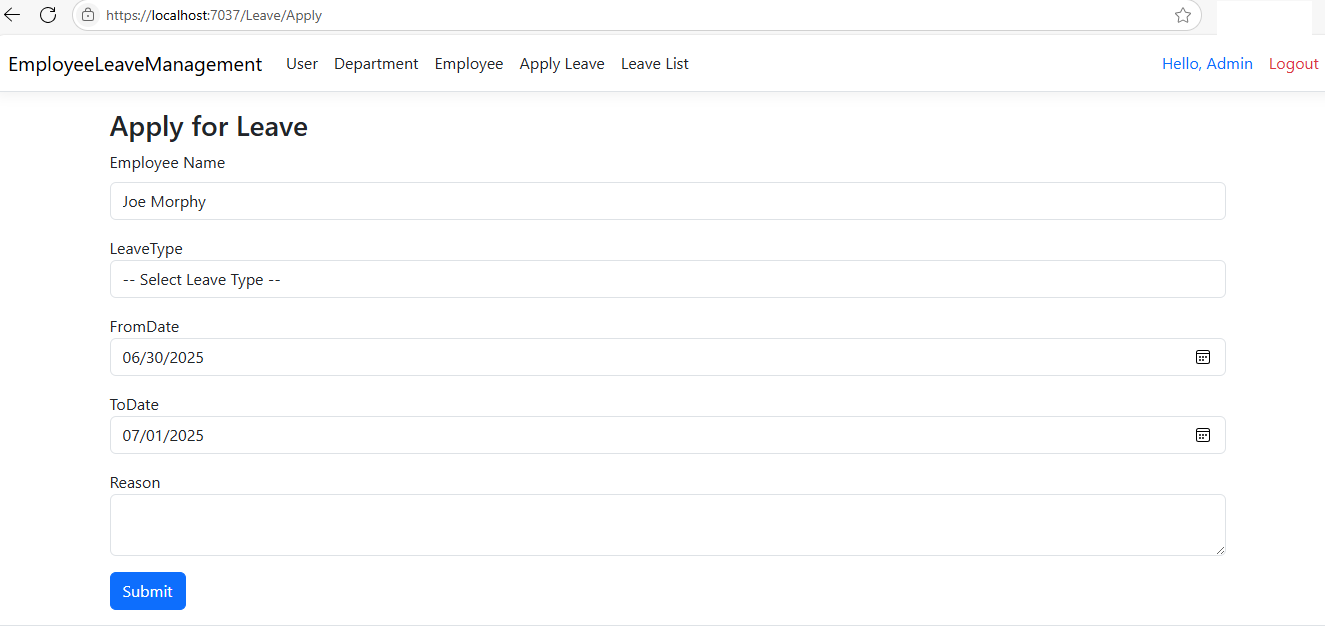 https://localhost:7037/Leave/Apply
EmployeeLeaveManagement User Department Employee Apply Leave Leave List Hello, Admin Logout
Apply for Leave
Employee Name
Joe Morphy
LeaveType
-- Select Leave Type --
FromDate
06/30/2025
ToDate
07/01/2025
Reason
Submit